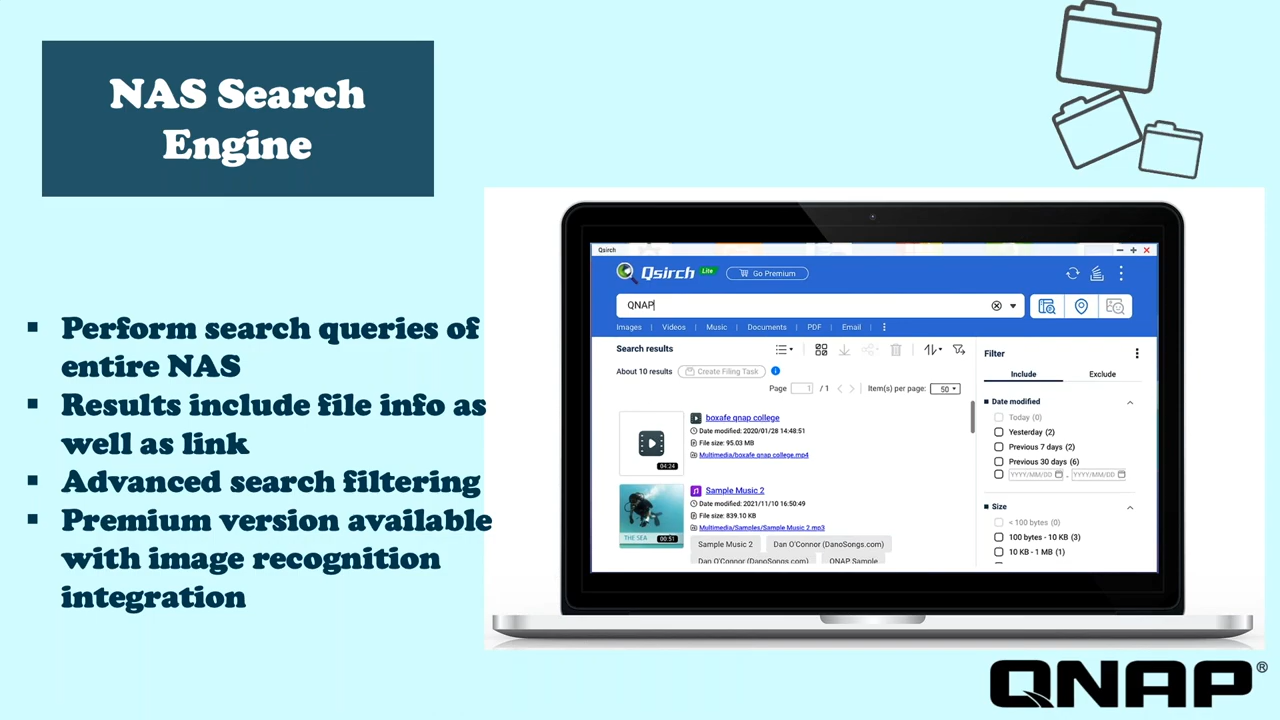 NAS Search
Engine
▪ Perform search queries of
entire NAS
▪ Results include file info as
well as link
▪ Advanced search filtering
▪ Premium version available
with image recognition
integration
Qsirch
Qsirch Lite Go Premium
QNAP
Images | Videos | Music | Documents | PDF | Email
Search results
About 10 results Create Filing Task
Page 1 / 1 Item(s) per page: 50
boxafe qnap college
Date modified: 2020/01/28 14:48:51
File size: 95.03 MB
Multimedia/boxafe qnap college.mp4
04:24
Sample Music 2
Date modified: 2021/11/10 16:50:49
File size: 839.10 KB
Multimedia/Samples/Sample Music 2.mp3
THE SEA 00:51
Sample Music 2 Dan O'Connor (DanoSongs.com)
Dan O'Connor (DanoSongs.com) QNAP Sample
Filter
Include Exclude
Date modified
Today (0)
Yesterday (2)
Previous 7 days (2)
Previous 30 days (6)
YYYY/MM/DD - YYYY/MM/DD
Size
< 100 bytes (0)
100 bytes - 10 KB (3)
10 KB - 1 MB (1)
QNAP®